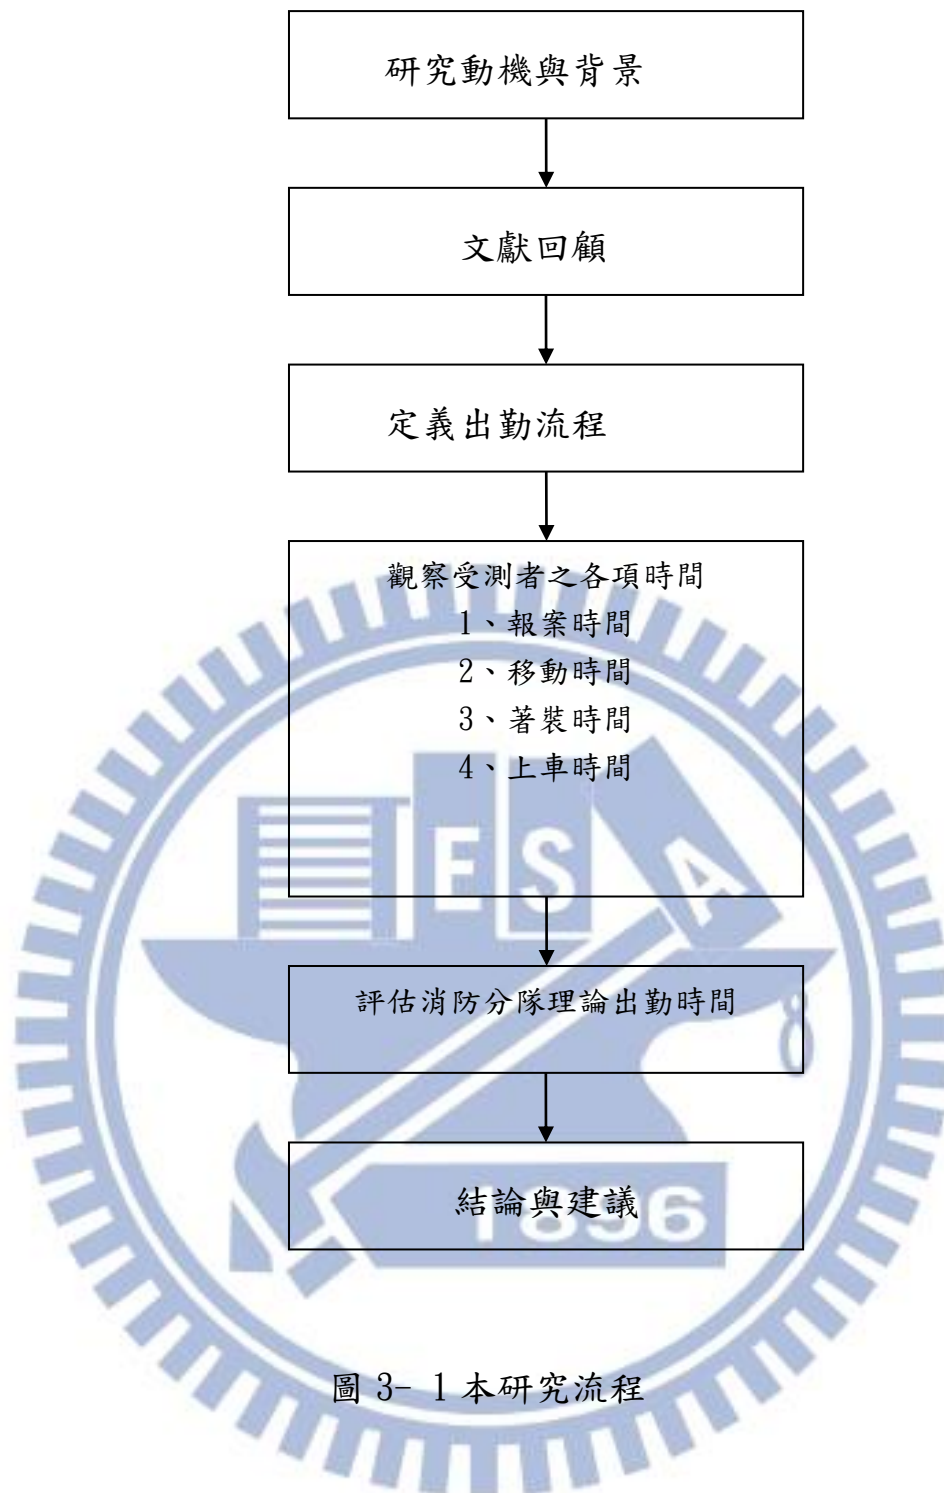 研究動機與背景
文獻回顧
定義出勤流程
觀察受測者之各項時間
1、報案時間
2、移動時間
3、著裝時間
4、上車時間
E S A
評估消防分隊理論出勤時間
結論與建議
1896
圖 3- 1 本研究流程